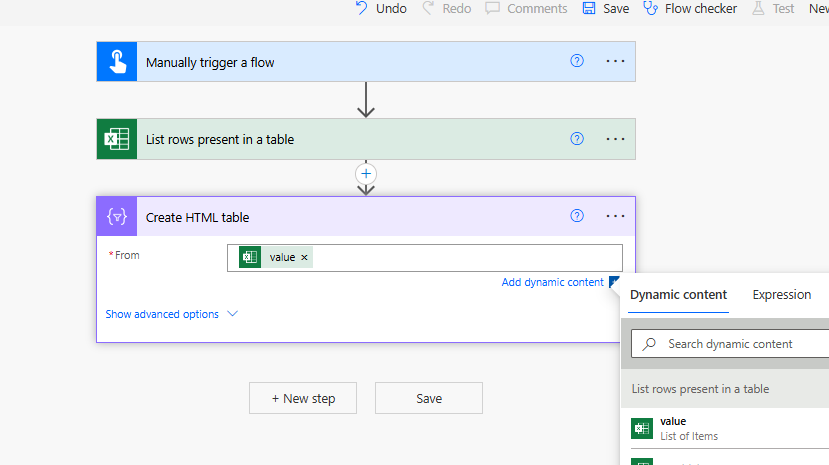 Undo Redo Comments Save Flow checker Test New
Manually trigger a flow
List rows present in a table
Create HTML table
*From
value ×
Add dynamic content
Show advanced options
+ New step
Save
Dynamic content Expression
Search dynamic content
List rows present in a table
value
List of Items